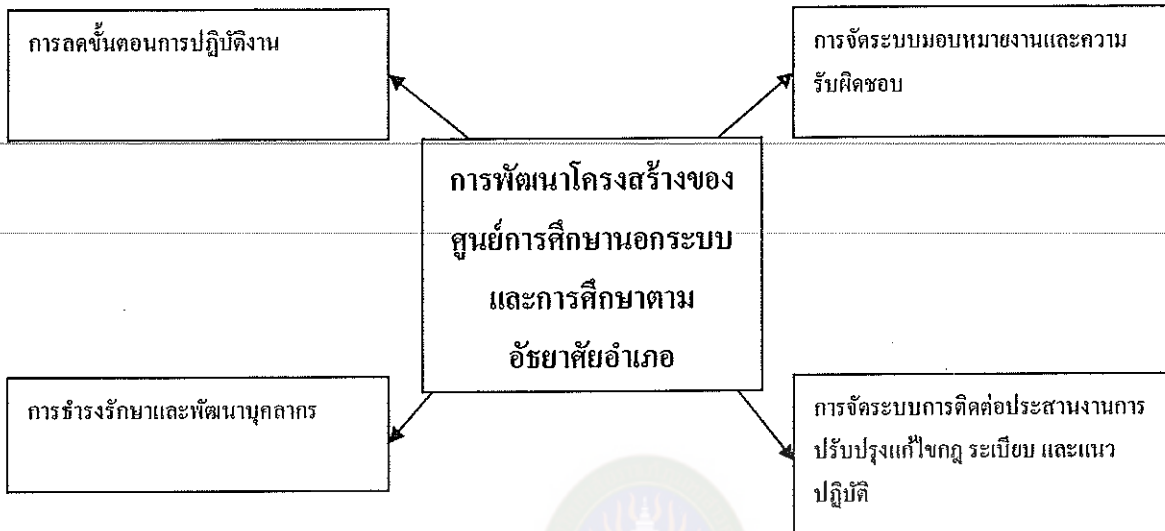 การลดขั้นตอนการปฏิบัติงาน
การจัดระบบมอบหมายงานและความ
รับผิดชอบ
การพัฒนาโครงสร้างของ
ศูนย์การศึกษานอกระบบ
และการศึกษาตาม
อัธยาศัยอำเภอ
การธำรงรักษาและพัฒนาบุคลากร
การจัดระบบการติดต่อประสานงานการ
ปรับปรุงแก้ไขกฎ ระเบียบ และแนว
ปฏิบัติ